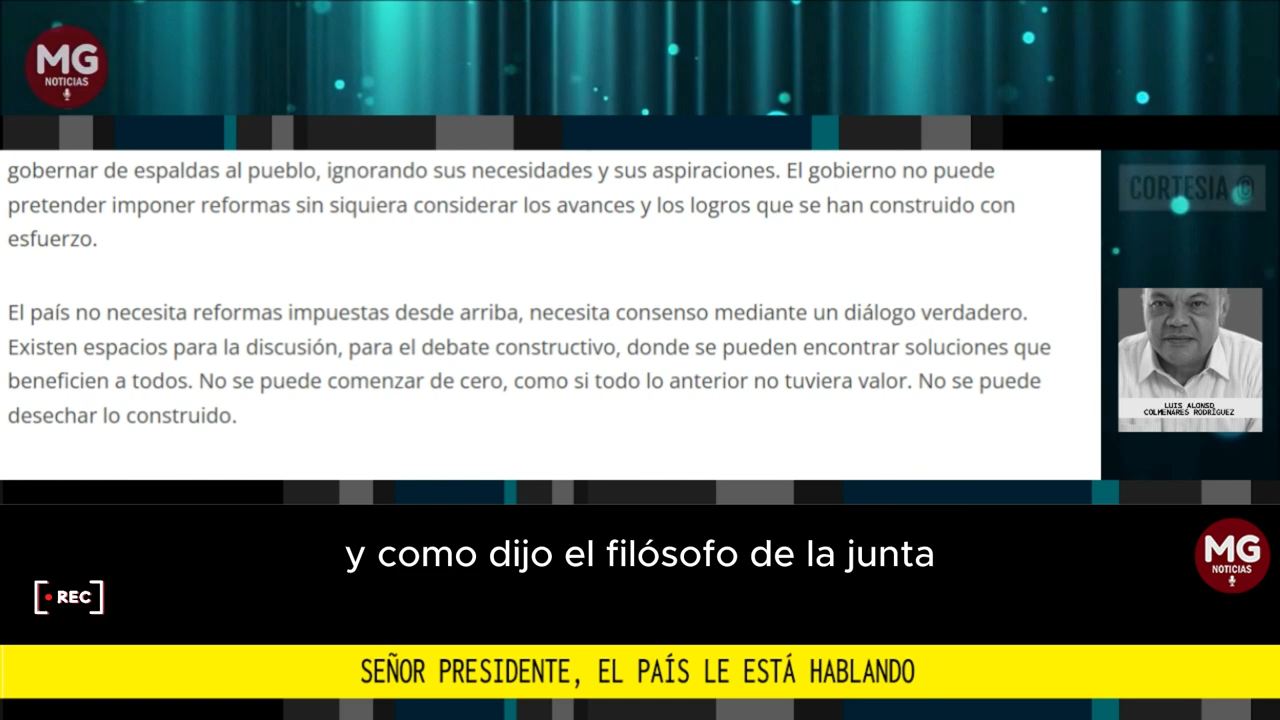 MG
NOTICIAS
gobernar de espaldas al pueblo, ignorando sus necesidades y sus aspiraciones. El gobierno no puede
pretender imponer reformas sin siquiera considerar los avances y los logros que se han construido con
esfuerzo.
El país no necesita reformas impuestas desde arriba, necesita consenso mediante un diálogo verdadero.
Existen espacios para la discusión, para el debate constructivo, donde se pueden encontrar soluciones que
beneficien a todos. No se puede comenzar de cero, como si todo lo anterior no tuviera valor. No se puede
desechar lo construido.
CORTESIA ©
LUIS ALONSO
COLMENARES RODRÍGUEZ
y como dijo el filósofo de la junta
MG
NOTICIAS
[• REC]
SEÑOR PRESIDENTE, EL PAÍS LE ESTÁ HABLANDO